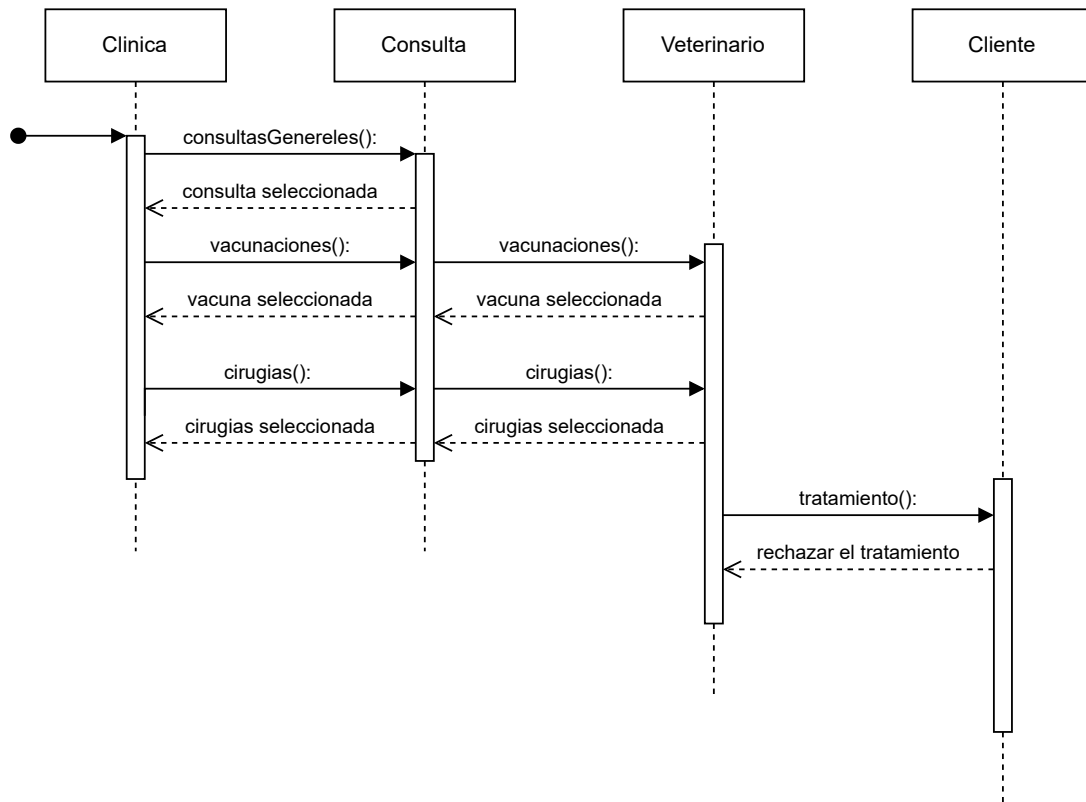 Clinica
Consulta
Veterinario
Cliente
consultasGenereles():
consulta seleccionada
vacunaciones():
vacunaciones():
vacuna seleccionada
vacuna seleccionada
cirugias():
cirugias():
cirugias seleccionada
cirugias seleccionada
tratamiento():
rechazar el tratamiento